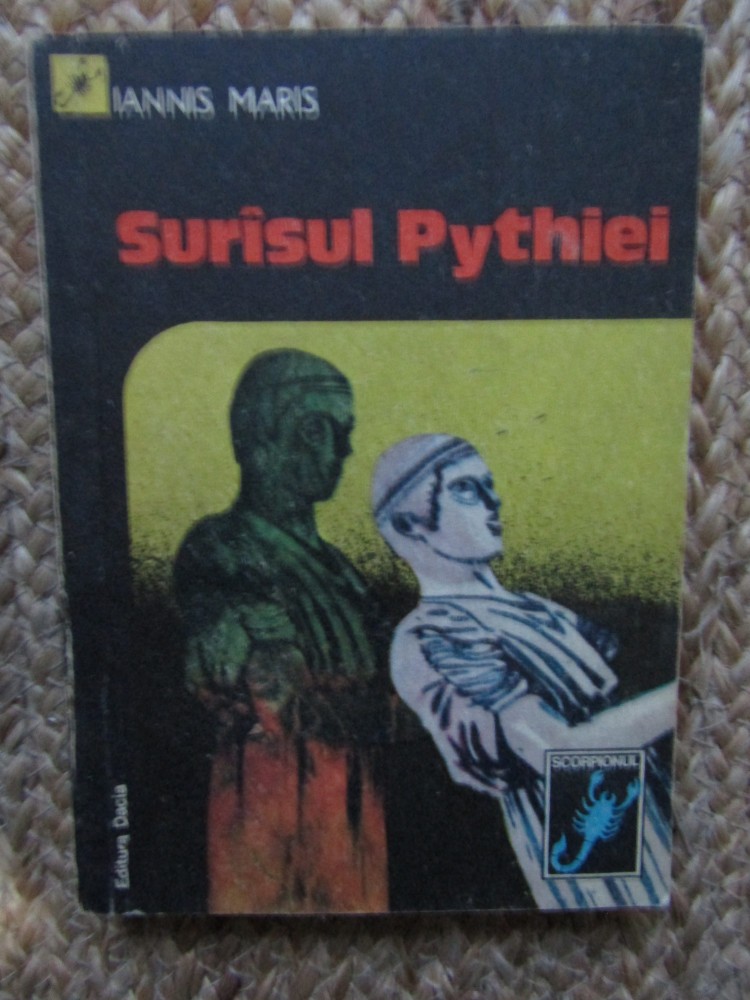 IANNIS MARIS
Surîsul Pythiei
SCORPIONUL
Editura Dacia